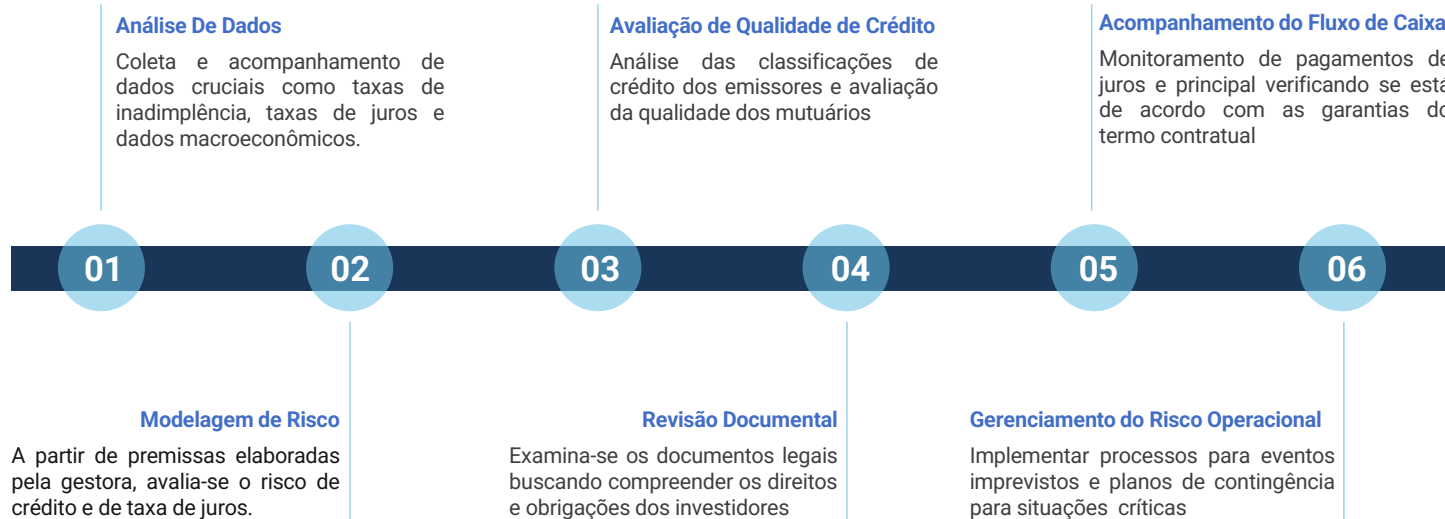 Análise De Dados
Coleta e acompanhamento de
dados cruciais como taxas de
inadimplência, taxas de juros e
dados macroeconômicos.
Avaliação de Qualidade de Crédito
Análise das classificações de
crédito dos emissores e avaliação
da qualidade dos mutuários
Acompanhamento do Fluxo de Caixa
Monitoramento de pagamentos de
juros e principal verificando se está
de acordo com as garantias do
termo contratual
01
02
03
04
05
06
Modelagem de Risco
A partir de premissas elaboradas
pela gestora, avalia-se o risco de
crédito e de taxa de juros.
Revisão Documental
Examina-se os documentos legais
buscando compreender os direitos
e obrigações dos investidores
Gerenciamento do Risco Operacional
Implementar processos para eventos
imprevistos e planos de contingência
para situações críticas